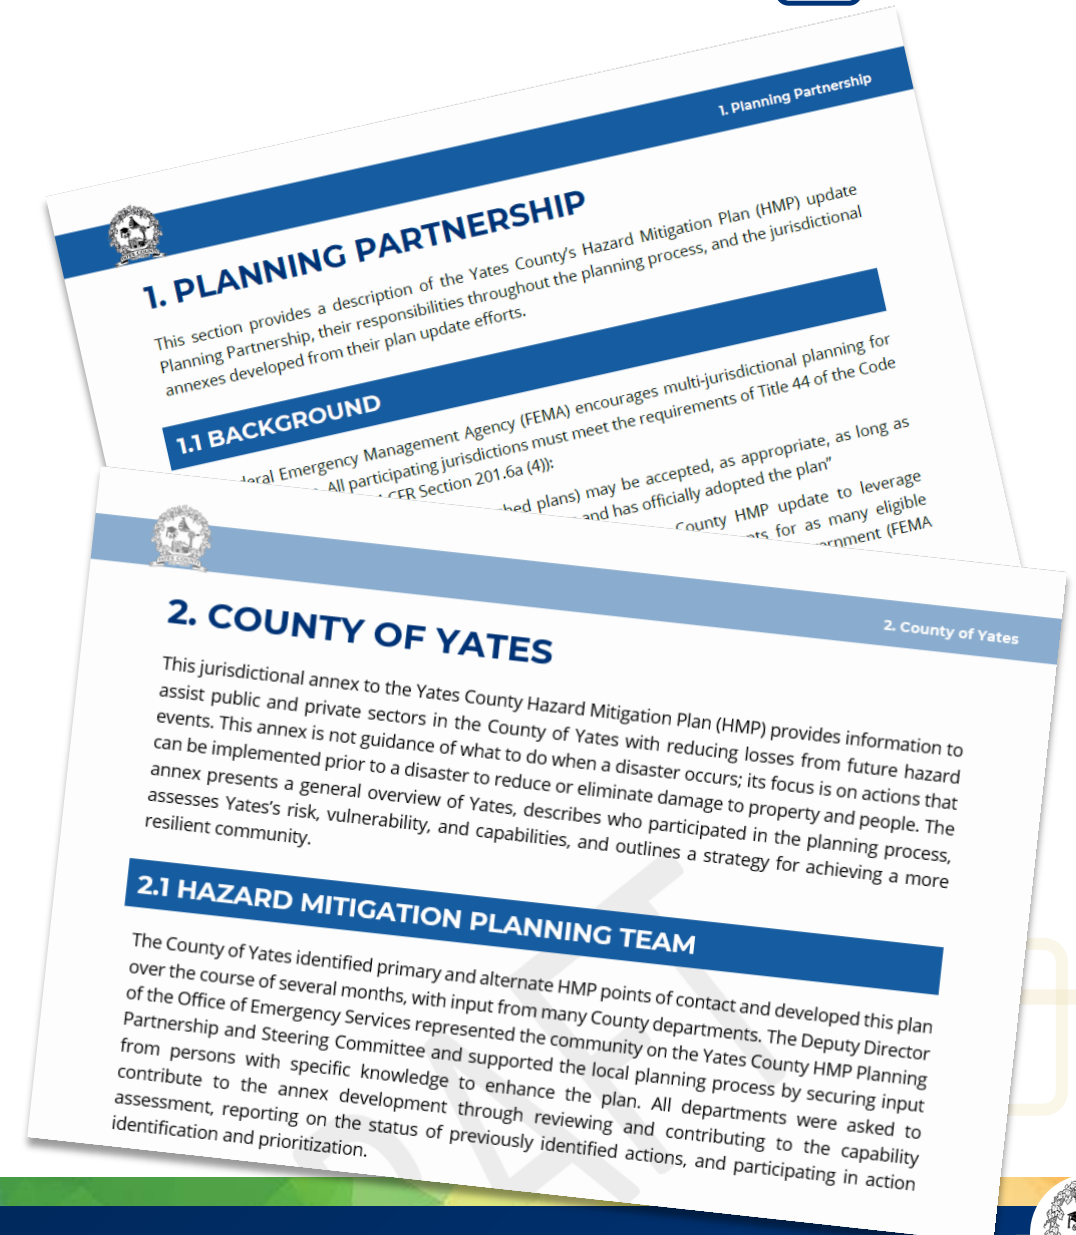 1. Planning Partnership
1. PLANNING PARTNERSHIP
This section provides a description of the Yates County's Hazard Mitigation Plan (HMP) update
Planning Partnership, their responsibilities throughout the planning process, and the jurisdictional
annexes developed from their plan update efforts.
1.1 BACKGROUND
Emergency Management Agency (FEMA) encourages multi-jurisdictional planning for
All participating jurisdictions must meet the requirements of Title 44 of the Code
CFR Section 201.6a (4)):
plans) may be accepted, as appropriate, as long as
and has officially adopted the plan"
County HMP update to leverage
for as many eligible
(FEMA
2. County of Yates
2. COUNTY OF YATES
This jurisdictional annex to the Yates County Hazard Mitigation Plan (HMP) provides information to
assist public and private sectors in the County of Yates with reducing losses from future hazard
events. This annex is not guidance of what to do when a disaster occurs; its focus is on actions that
can be implemented prior to a disaster to reduce or eliminate damage to property and people. The
annex presents a general overview of Yates, describes who participated in the planning process,
assesses Yates's risk, vulnerability, and capabilities, and outlines a strategy for achieving a more
resilient community.
2.1 HAZARD MITIGATION PLANNING TEAM
The County of Yates identified primary and alternate HMP points of contact and developed this plan
over the course of several months, with input from many County departments. The Deputy Director
of the Office of Emergency Services represented the community on the Yates County HMP Planning
Partnership and Steering Committee and supported the local planning process by securing input
from persons with specific knowledge to enhance the plan. All departments were asked to
contribute to the annex development through reviewing and contributing to the capability
assessment, reporting on the status of previously identified actions, and participating in action
identification and prioritization.